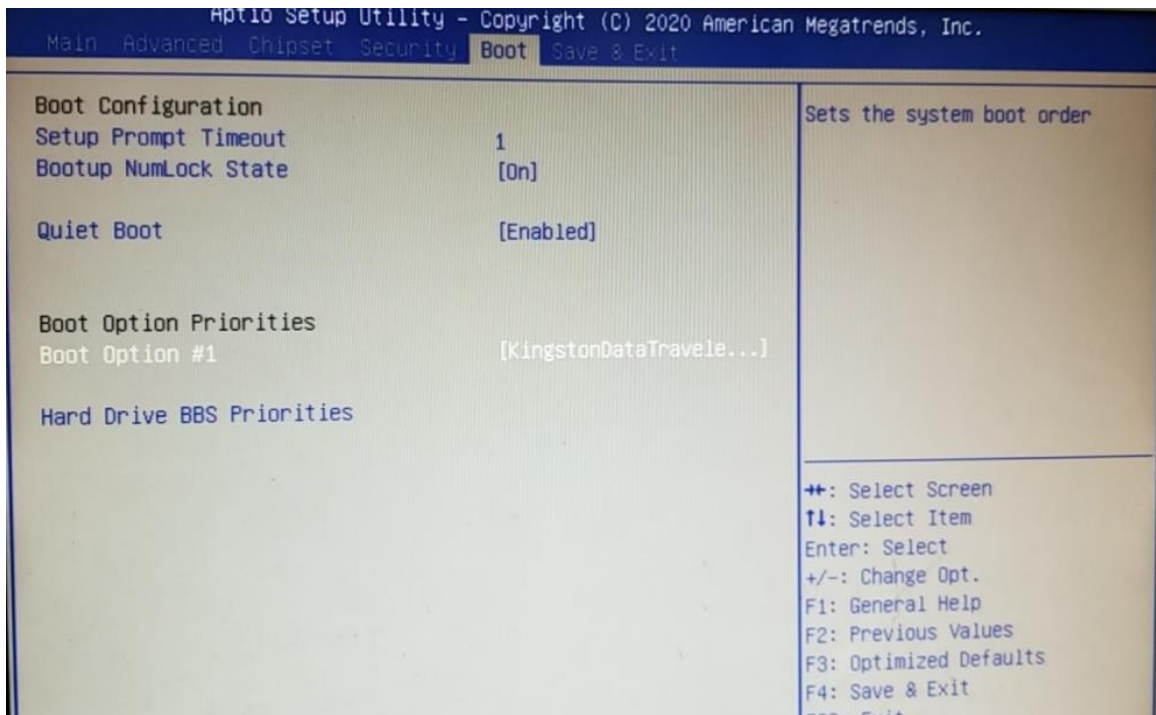 Aptio Setup Utility - Copyright (C) 2020 American Megatrends, Inc.
Main Advanced Chipset Security Boot Save & Exit
Boot Configuration
Setup Prompt Timeout 1
Bootup NumLock State [On]
Quiet Boot [Enabled]
Boot Option Priorities
Boot Option #1 [KingstonDataTravele...]
Hard Drive BBS Priorities
Sets the system boot order
→←: Select Screen
↑↓: Select Item
Enter: Select
+/-: Change Opt.
F1: General Help
F2: Previous Values
F3: Optimized Defaults
F4: Save & Exit